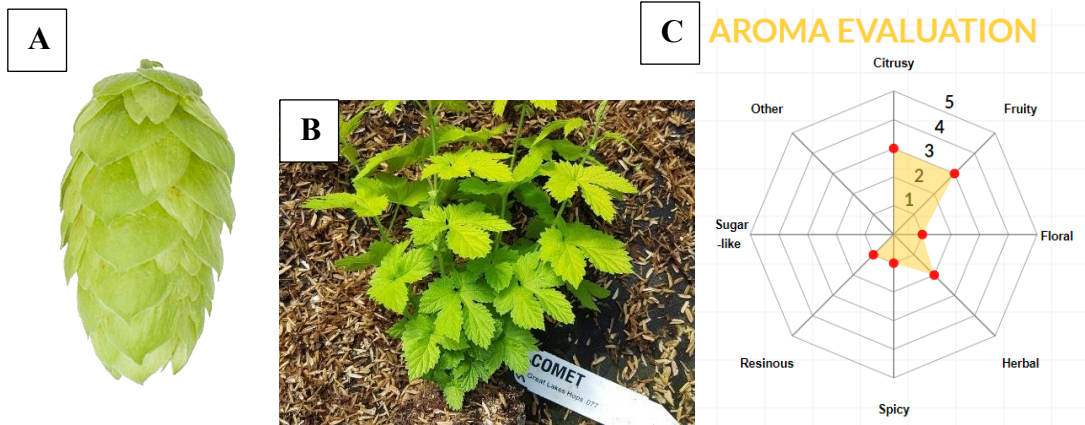 A
B
COMET
Great Lakes Hops 077
C
AROMA EVALUATION
Citrusy
Other
Fruity
5
4
3
2
1
Sugar
-like
Floral
Resinous
Herbal
Spicy